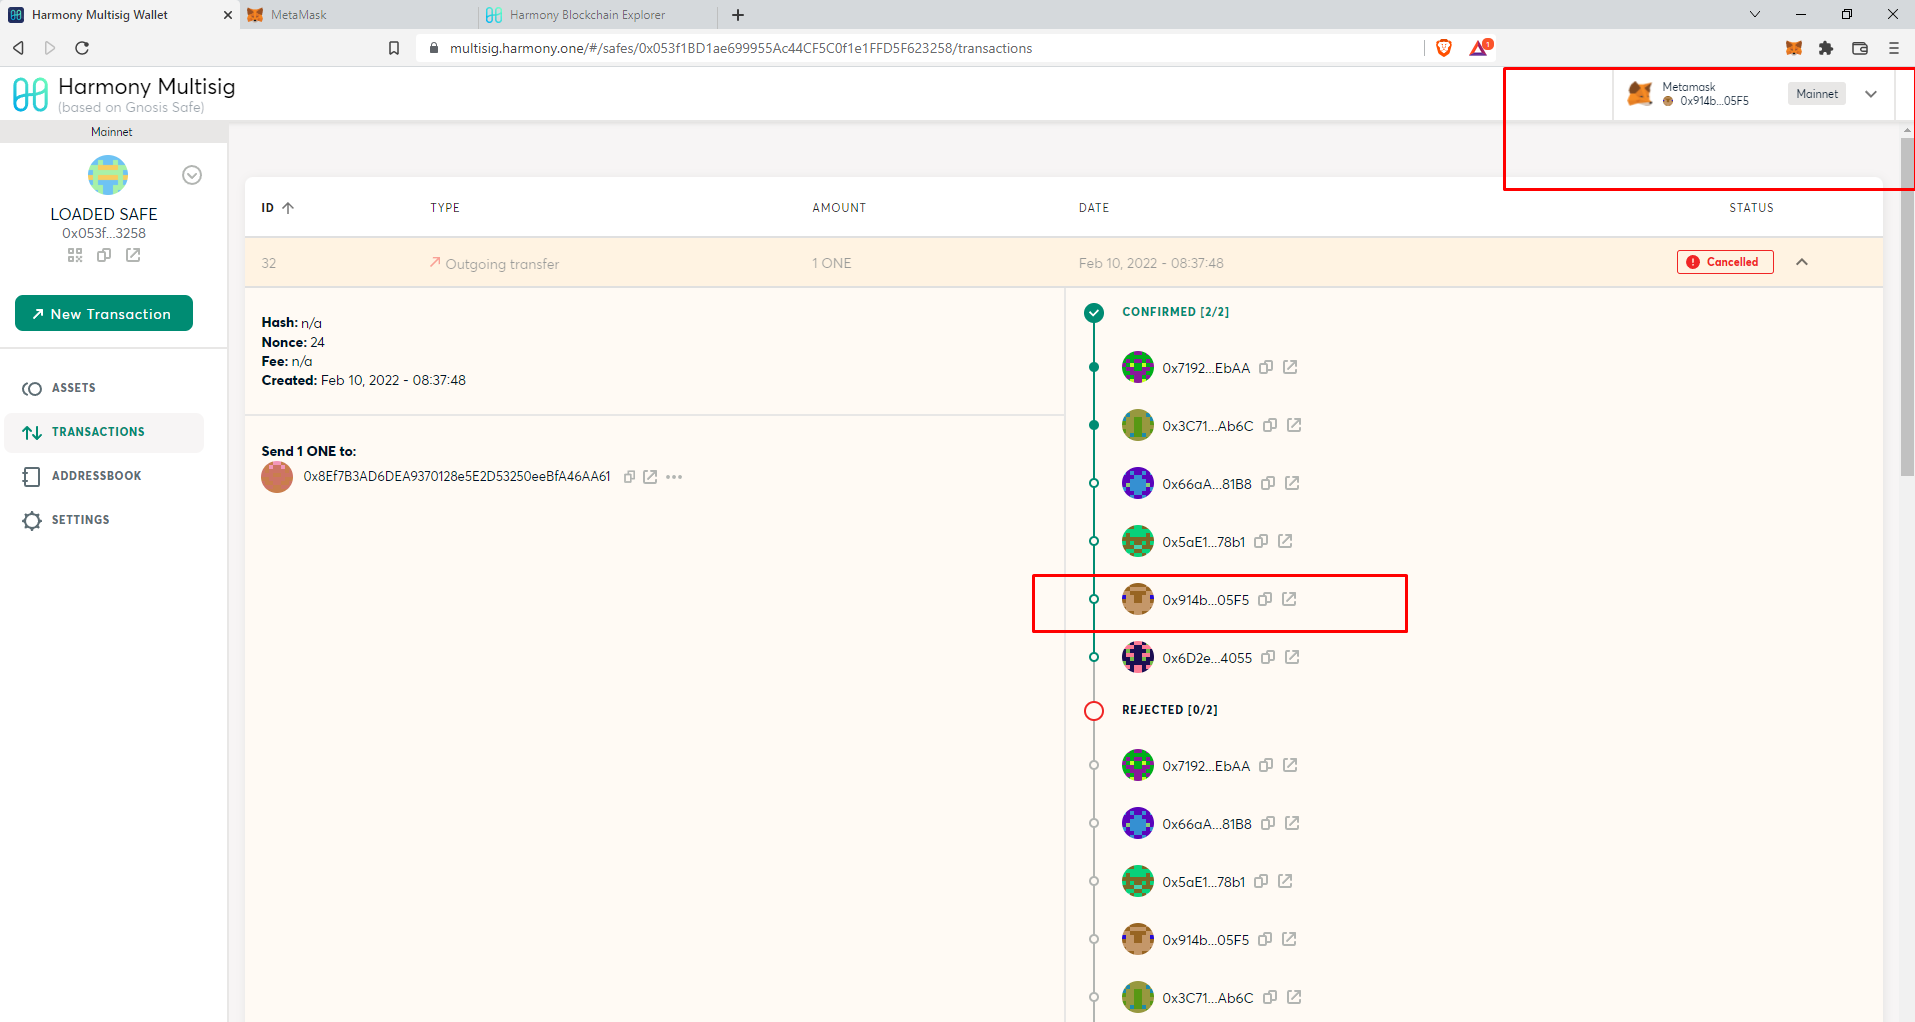 Harmony Multisig Wallet
MetaMask
Harmony Blockchain Explorer
multisig.harmony.one/#/safes/0x053f1BD1ae699955Ac44CF5C0f1e1FFD5F623258/transactions
1
Harmony Multisig
(based on Gnosis Safe)
Metamask
0x914b...05F5
Mainnet
Mainnet
LOADED SAFE
0x053f...3258
New Transaction
ASSETS
TRANSACTIONS
ADDRESSBOOK
SETTINGS
ID TYPE AMOUNT DATE STATUS
32 Outgoing transfer 1 ONE Feb 10, 2022 - 08:37:48 Cancelled
Hash: n/a
Nonce: 24
Fee: n/a
Created: Feb 10, 2022 - 08:37:48
Send 1 ONE to:
0x8Ef7B3AD6DEA9370128e5E2D53250eeBfA46AA61
CONFIRMED [2/2]
0x7192...EbAA
0x3C71...Ab6C
0x66aA...81B8
0x5aE1...78b1
0x914b...05F5
0x6D2e...4055
REJECTED [0/2]
0x7192...EbAA
0x66aA...81B8
0x5aE1...78b1
0x914b...05F5
0x3C71...Ab6C